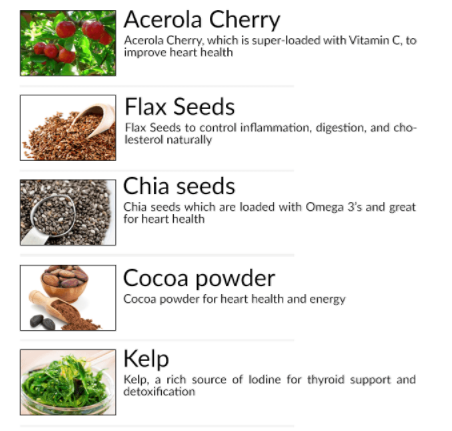 Acerola Cherry
Acerola Cherry, which is super-loaded with Vitamin C, to
improve heart health
Flax Seeds
Flax Seeds to control inflammation, digestion, and cho-
lesterol naturally
Chia seeds
Chia seeds which are loaded with Omega 3's and great
for heart health
Cocoa powder
Cocoa powder for heart health and energy
Kelp
Kelp, a rich source of Iodine for thyroid support and
detoxification